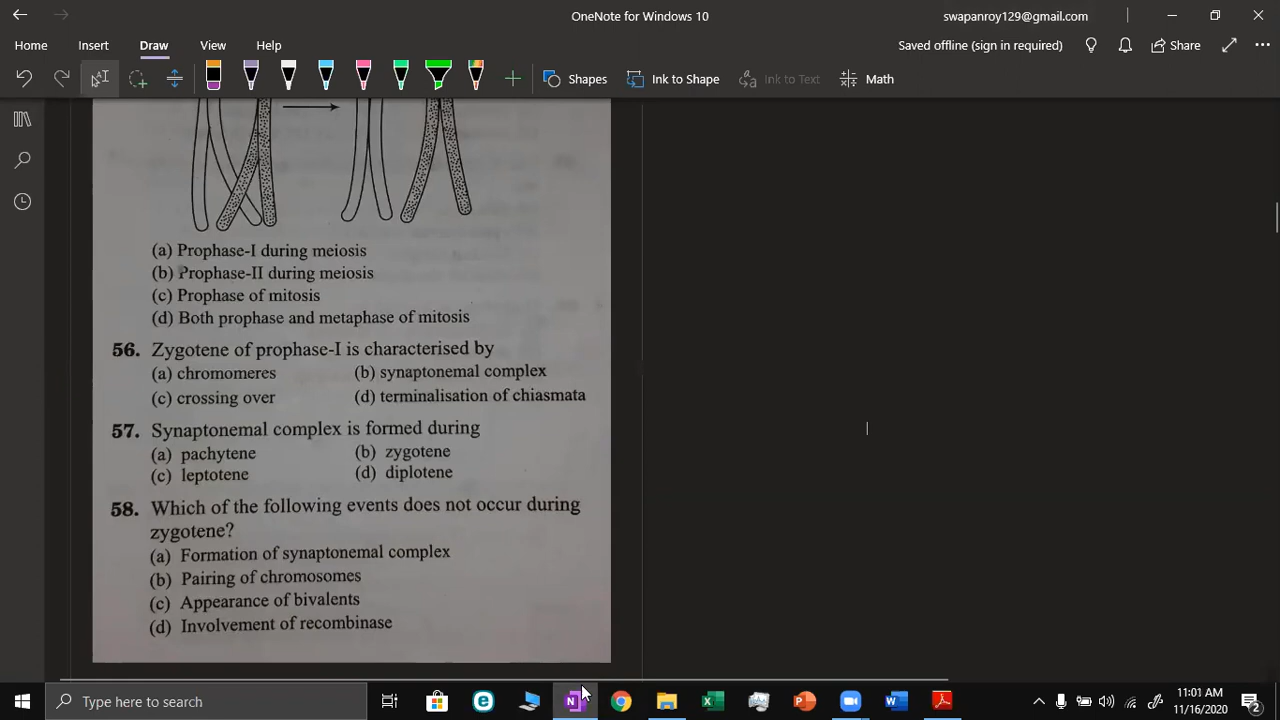 OneNote for Windows 10
swapanroy129@gmail.com
Home Insert Draw View Help
Saved offline (sign in required)
Share
Shapes
Ink to Shape
Ink to Text
Math
(a) Prophase-I during meiosis
(b) Prophase-II during meiosis
(c) Prophase of mitosis
(d) Both prophase and metaphase of mitosis
56. Zygotene of prophase-I is characterised by
(a) chromomeres (b) synaptonemal complex
(c) crossing over (d) terminalisation of chiasmata
57. Synaptonemal complex is formed during
(a) pachytene (b) zygotene
(c) leptotene (d) diplotene
58. Which of the following events does not occur during
zygotene?
(a) Formation of synaptonemal complex
(b) Pairing of chromosomes
(c) Appearance of bivalents
(d) Involvement of recombinase
Type here to search
11:01 AM
11/16/2020
2